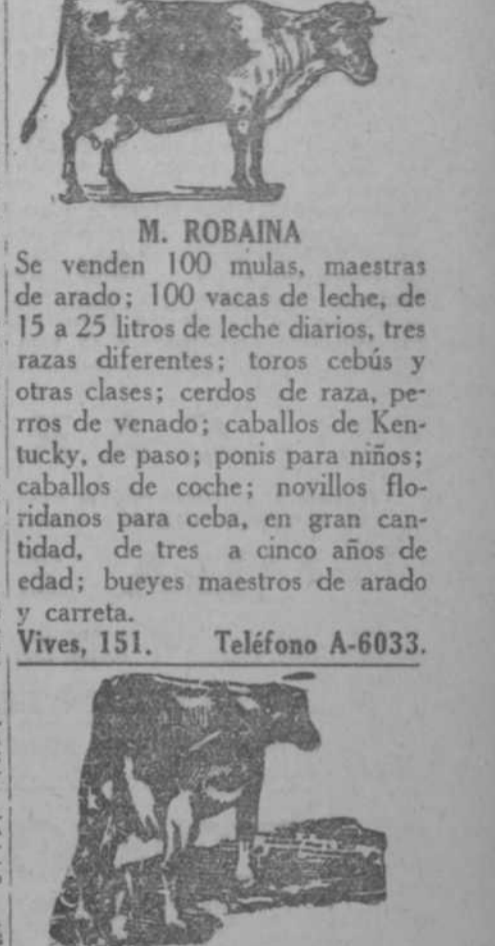 M. ROBAINA
Se venden 100 mulas, maestras
de arado; 100 vacas de leche, de
15 a 25 litros de leche diarios, tres
razas diferentes; toros cebús y
otras clases; cerdos de raza, pe-
rros de venado; caballos de Ken-
tucky, de paso; ponis para niños;
caballos de coche; novillos flo-
ridanos para ceba, en gran can-
tidad, de tres a cinco años de
edad; bueyes maestros de arado
y carreta.
Vives, 151. Teléfono A-6033.